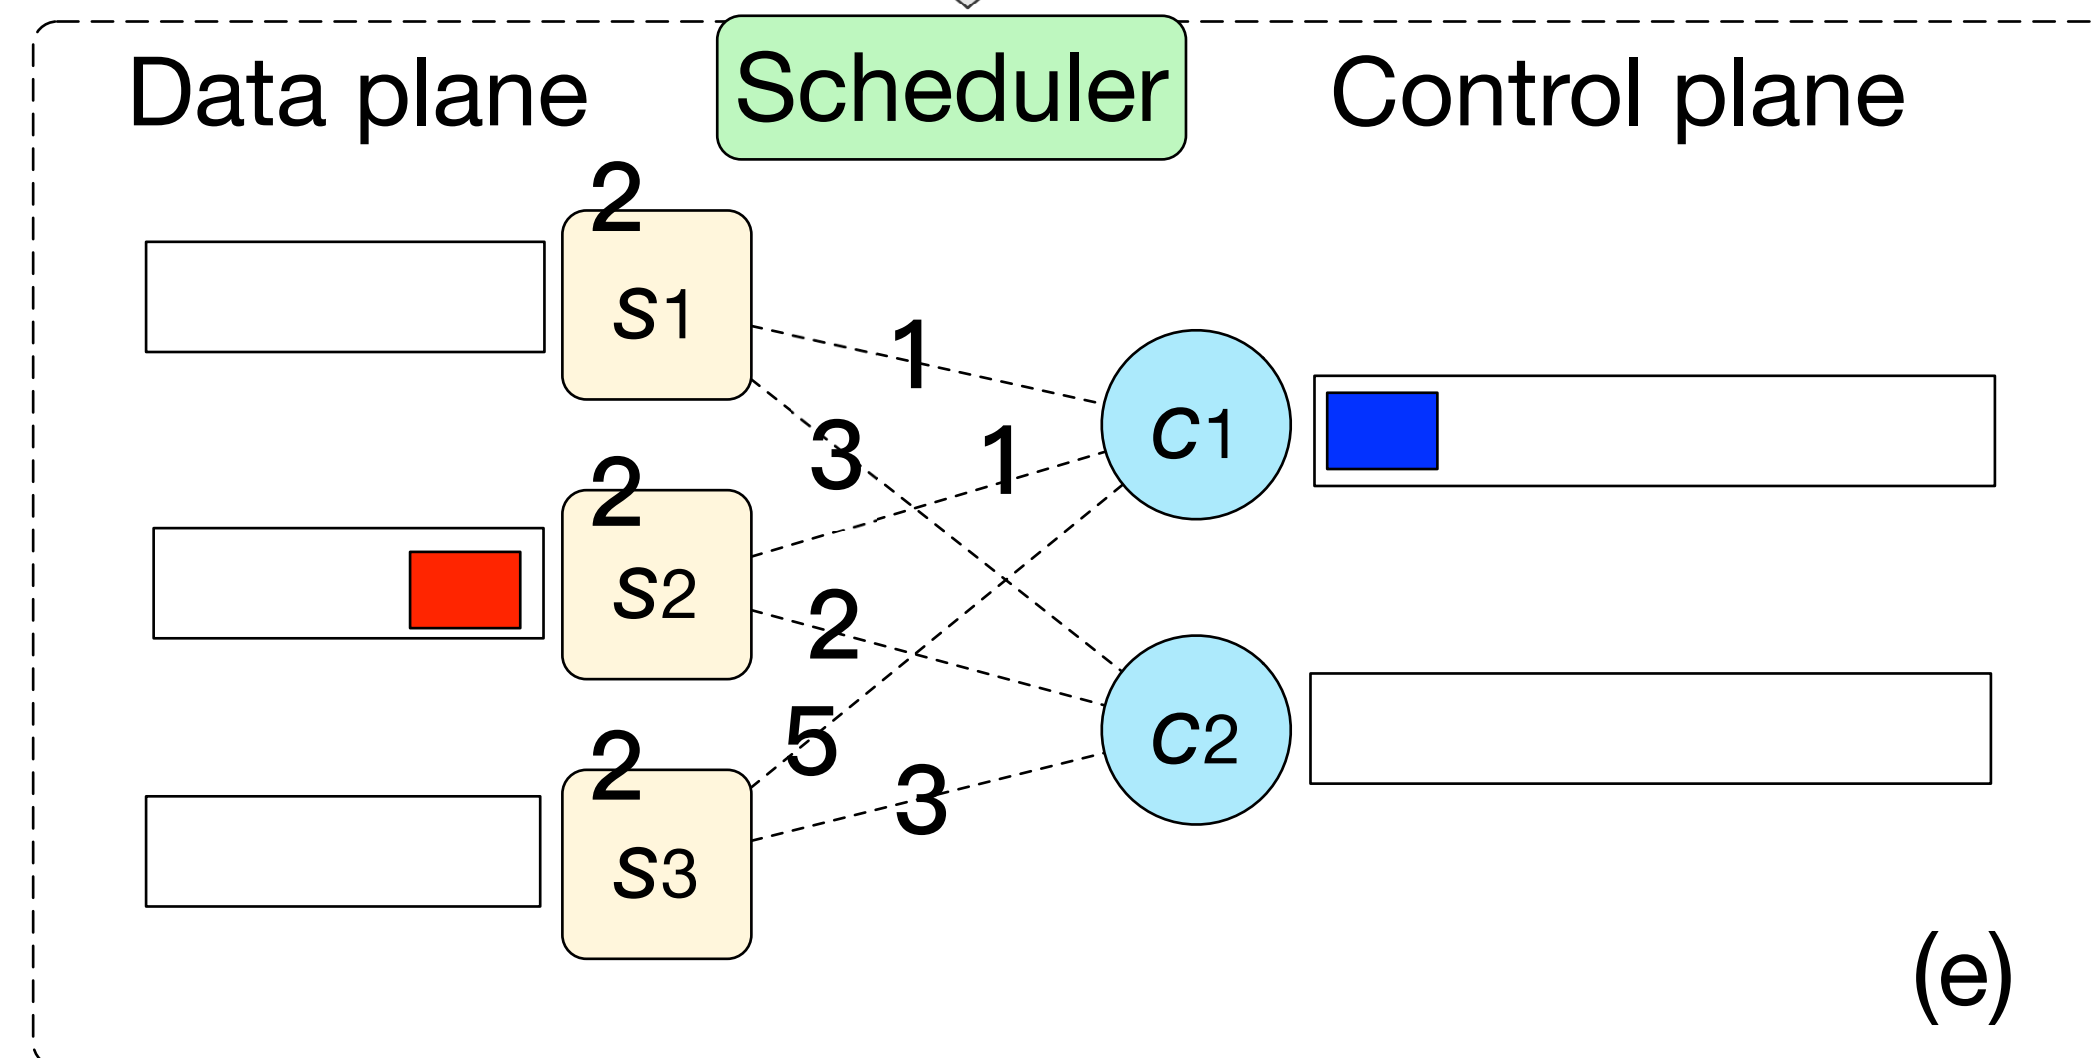 Data plane
Scheduler
Control plane
2
s1
1
3
1
c1
2
s2
2
5
c2
2
s3
3
(e)